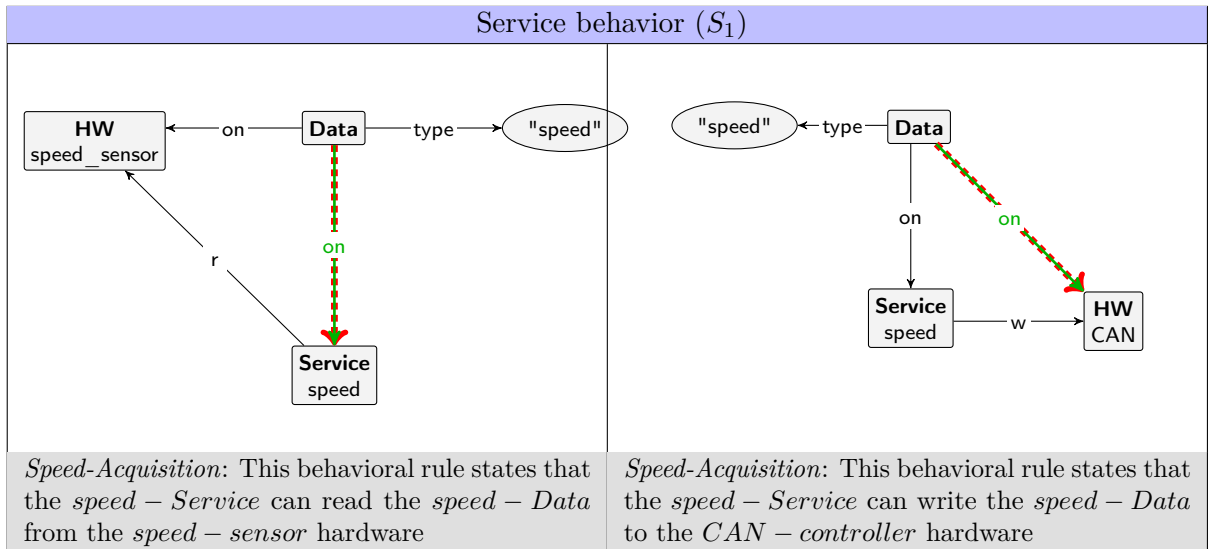 Service behavior (S₁)
HW
speed_sensor
on
Data
type
"speed"
on
r
Service
speed
"speed"
type
Data
on
on
Service
speed
w
HW
CAN
Speed-Acquisition: This behavioral rule states that
the speed − Service can read the speed − Data
from the speed − sensor hardware
Speed-Acquisition: This behavioral rule states that
the speed − Service can write the speed − Data
to the CAN − controller hardware